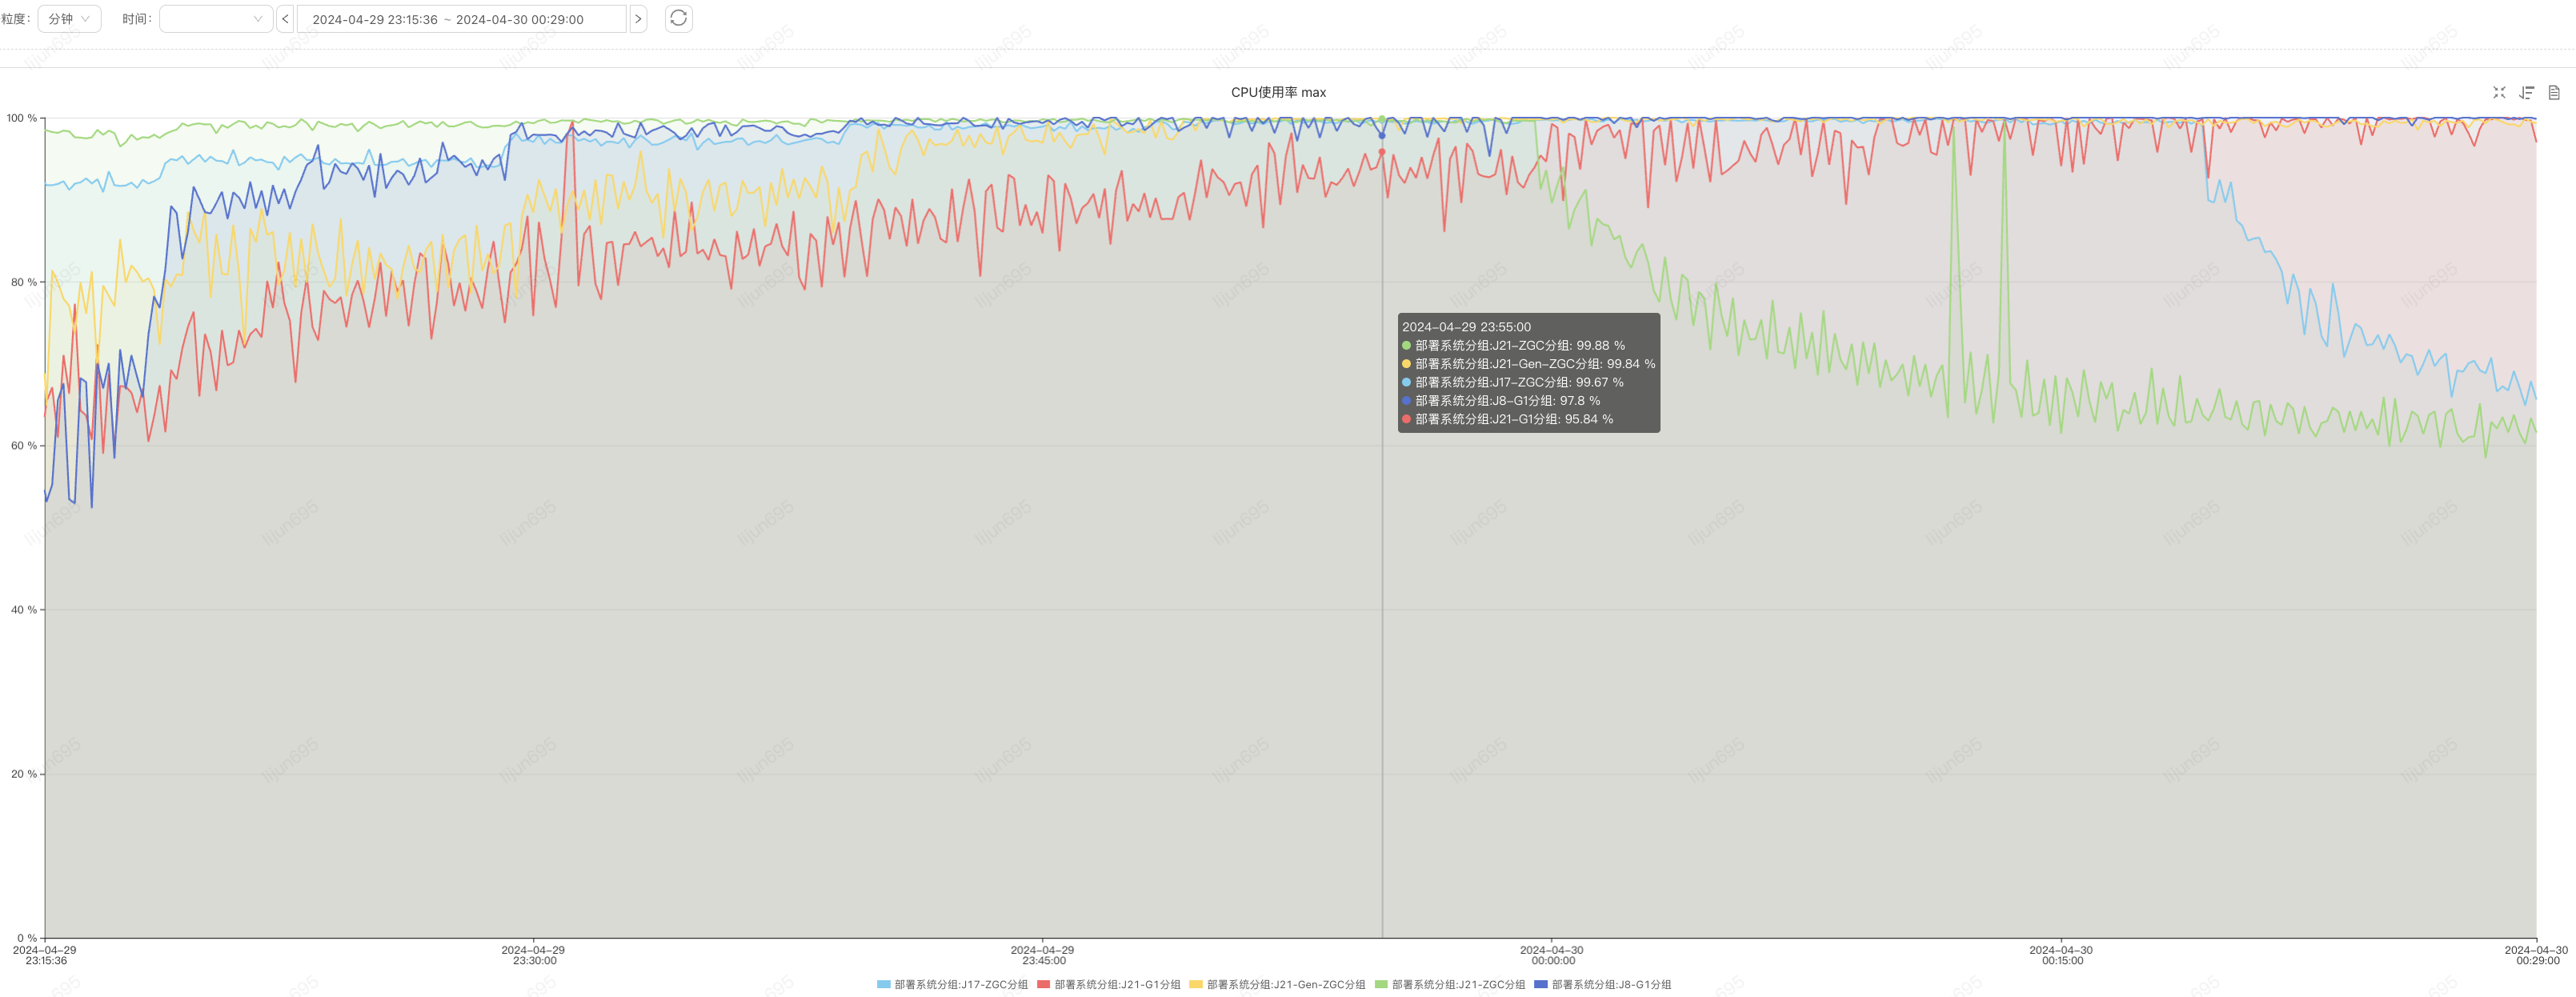 粒度: 分钟 时间: < 2024-04-29 23:15:36 ~ 2024-04-30 00:29:00 >
CPU使用率 max
100 %
80 %
60 %
40 %
20 %
0 %
2024-04-29 23:55:00
部署系统分组:J21-ZGC分组: 99.88 %
部署系统分组:J21-Gen-ZGC分组: 99.84 %
部署系统分组:J17-ZGC分组: 99.67 %
部署系统分组:J8-G1分组: 97.8 %
部署系统分组:J21-G1分组: 95.84 %
2024-04-29 2024-04-29 2024-04-29 2024-04-30 2024-04-30 2024-04-30
23:15:36 23:30:00 23:45:00 00:00:00 00:15:00 00:29:00
部署系统分组:J17-ZGC分组 部署系统分组:J21-G1分组 部署系统分组:J21-Gen-ZGC分组 部署系统分组:J21-ZGC分组 部署系统分组:J8-G1分组